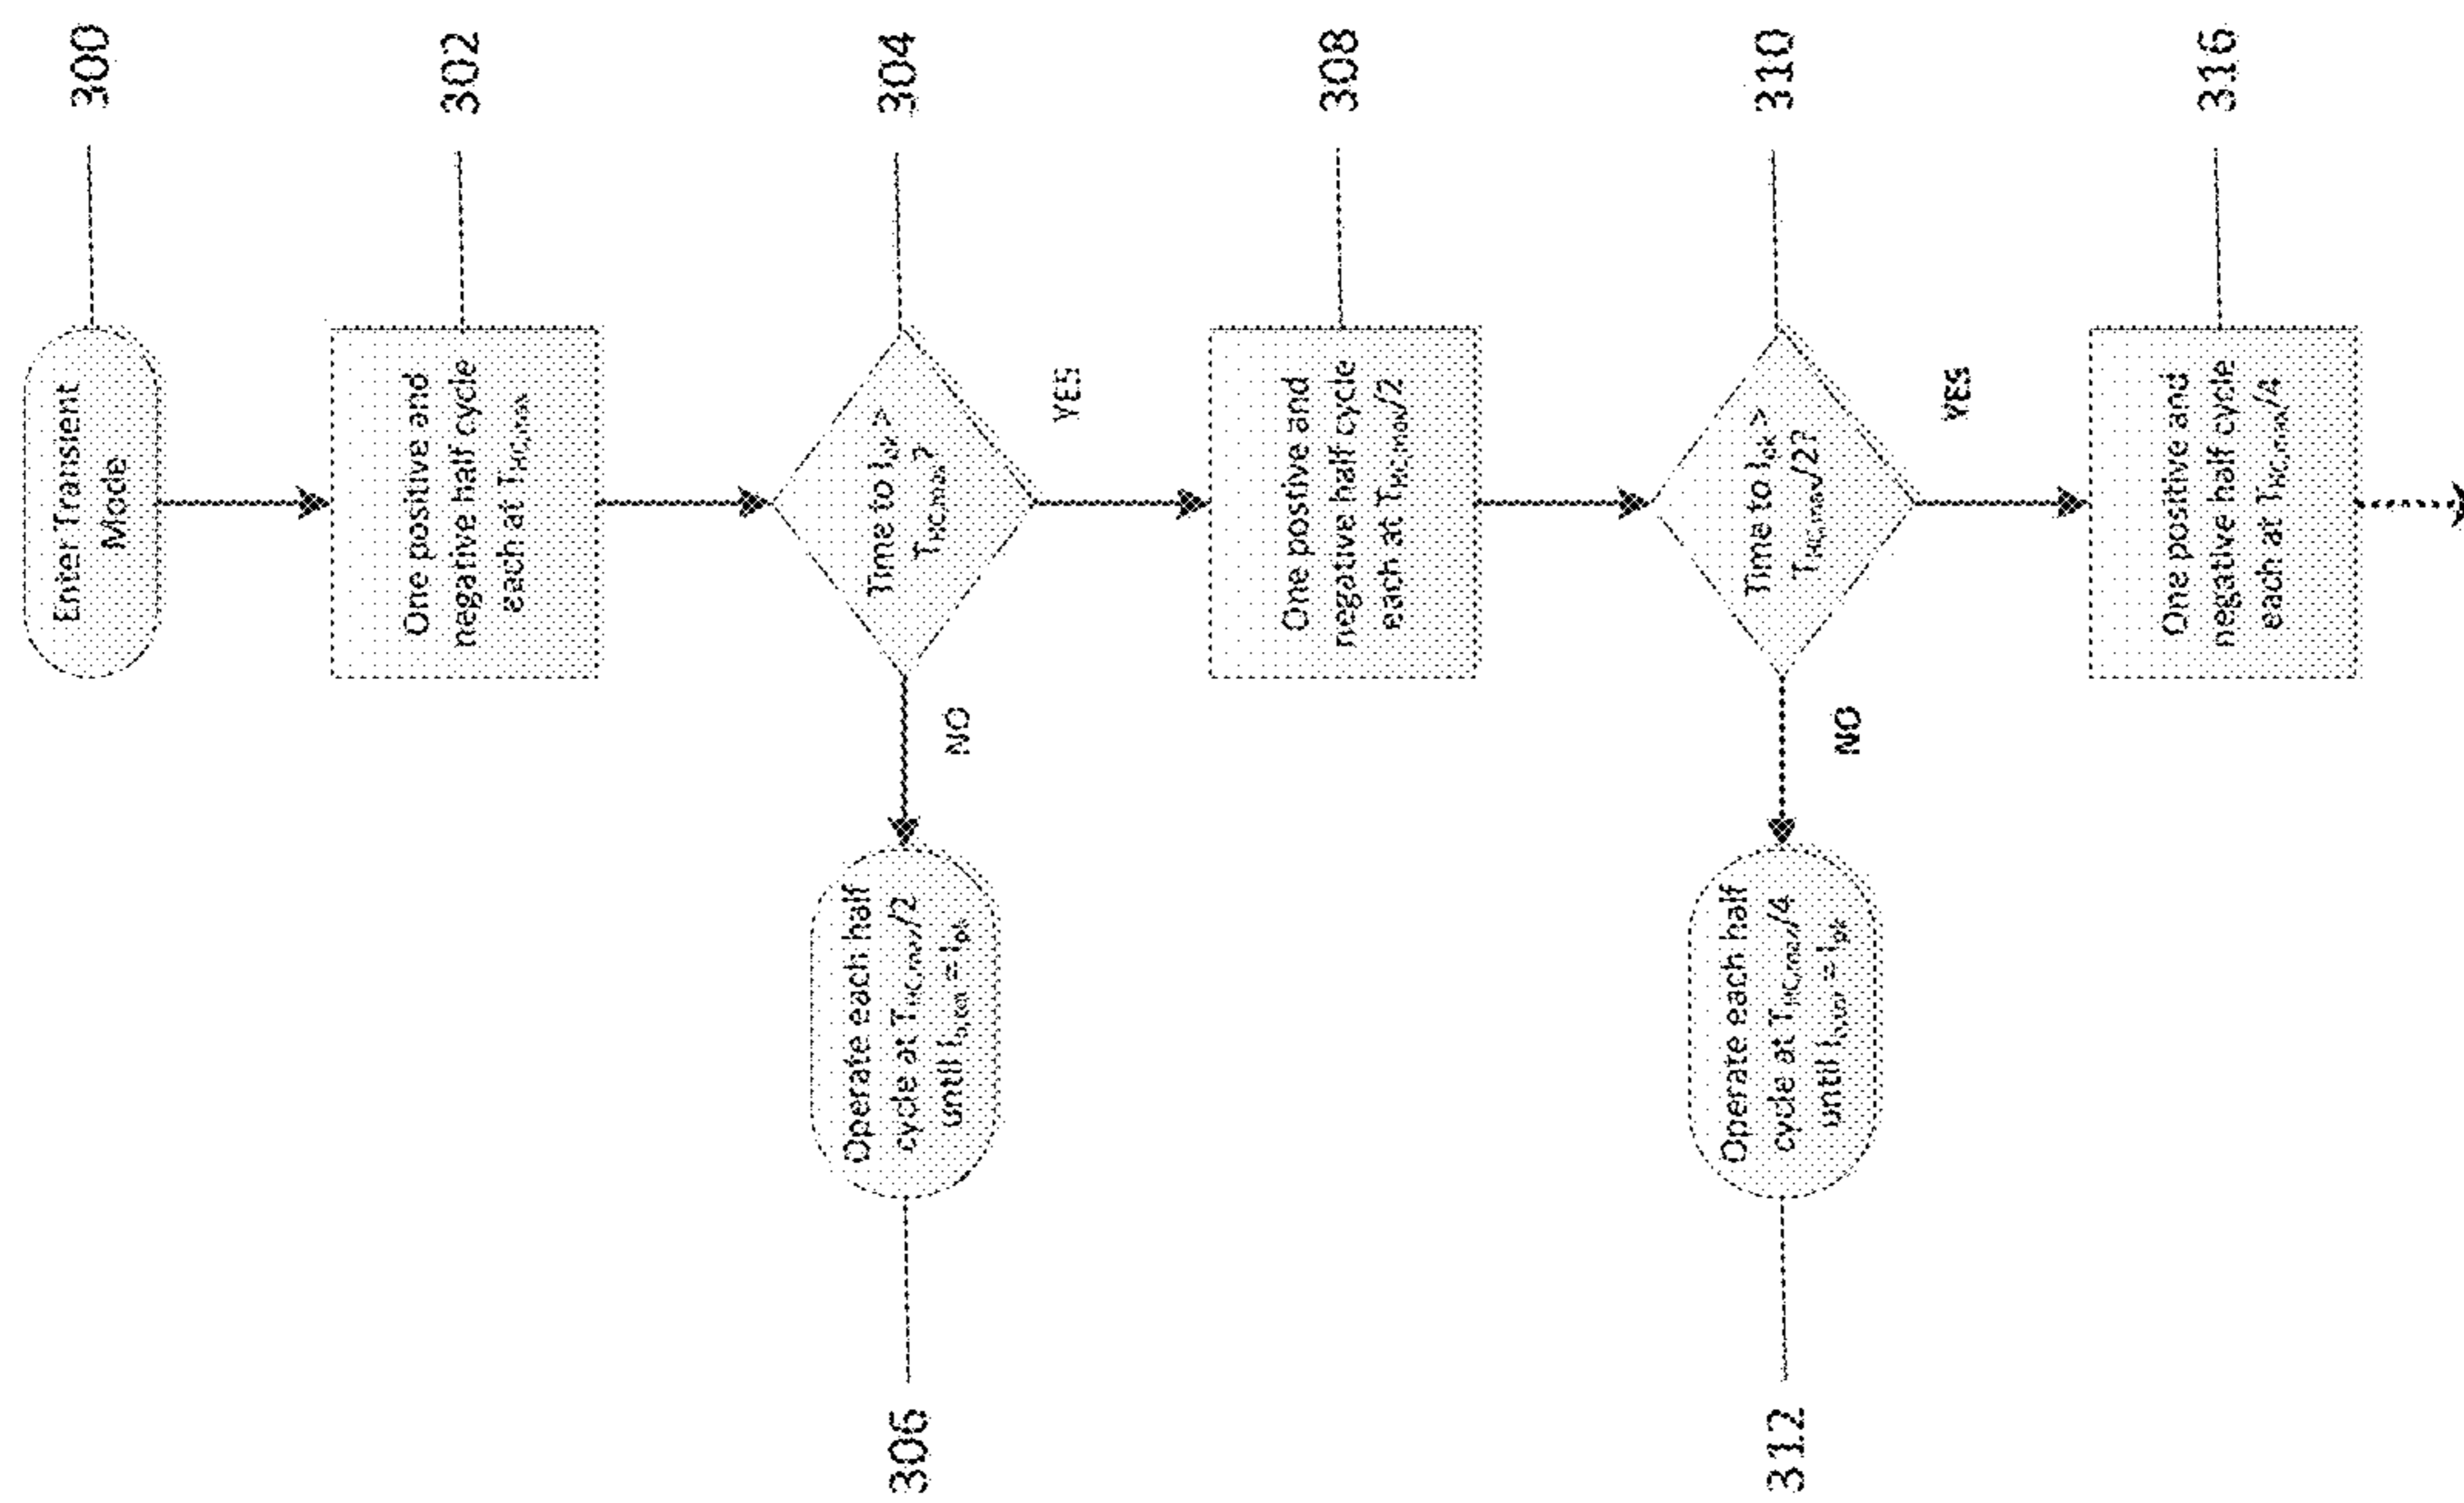 300
Enter Transient
Mode
302
One positive and
negative half cycle
each at T_HC,max
304
Time to I_pk >
T_HC,max?
YES
NO
306
Operate each half
cycle at T_HC,max/2
until = I_pk
308
One postive and
negative half cycle
each at T_HC,max/2
310
Time to I_pk >
T_HC,max/2?
YES
NO
312
Operate each half
cycle at T_HC,max/4
until = I_pk
316
One positive and
negative half cycle
each at T_HC,max/4